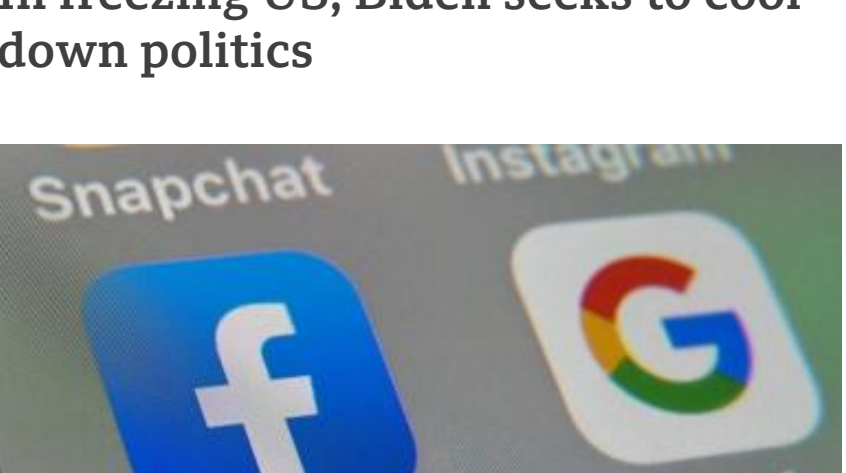 In freezing US, Biden seeks to cool
down politics
Snapchat
Instagram
f
G